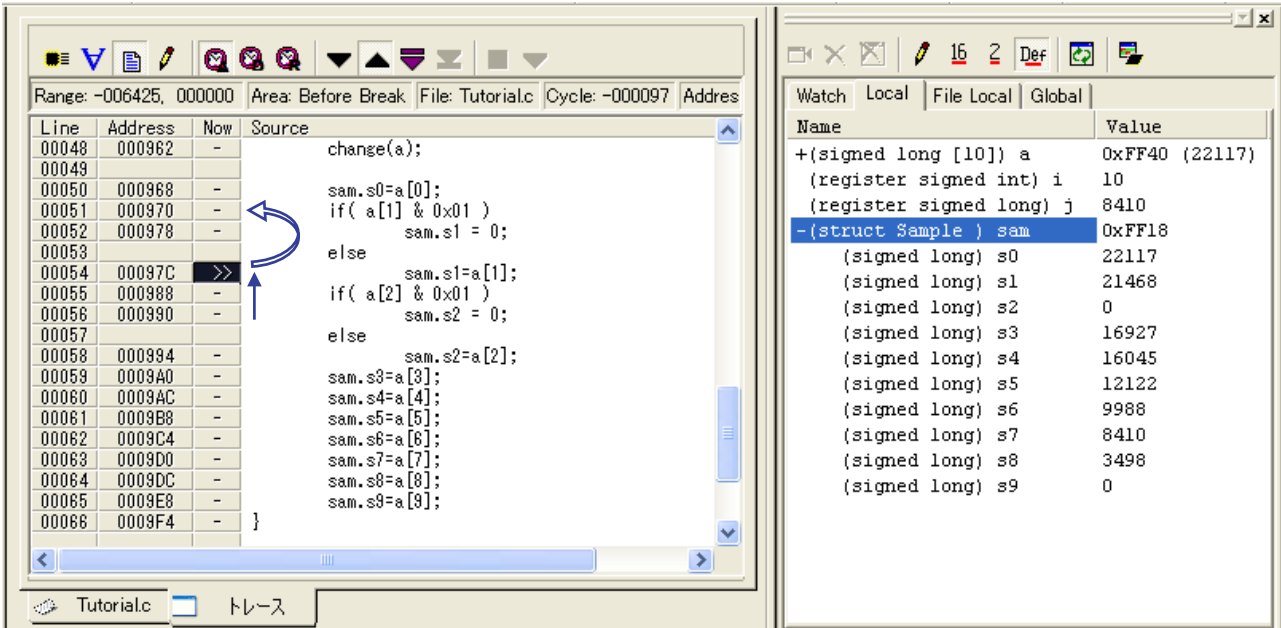 Range: -006425, 000000 Area: Before Break File: Tutorial.c Cycle: -000097 Addres
Line Address Now Source
00048 000962 - change(a);
00049
00050 000968 - sam.s0=a[0];
00051 000970 - if( a[1] & 0x01 )
00052 000978 - sam.s1 = 0;
00053 else
00054 00097C >> sam.s1=a[1];
00055 000988 - if( a[2] & 0x01 )
00056 000990 - sam.s2 = 0;
00057 else
00058 000994 - sam.s2=a[2];
00059 0009A0 - sam.s3=a[3];
00060 0009AC - sam.s4=a[4];
00061 0009B8 - sam.s5=a[5];
00062 0009C4 - sam.s6=a[6];
00063 0009D0 - sam.s7=a[7];
00064 0009DC - sam.s8=a[8];
00065 0009E8 - sam.s9=a[9];
00066 0009F4 - }
Tutorial.c トレース
16 2 Def
Watch Local File Local Global
Name Value
+(signed long [10]) a 0xFF40 (22117)
(register signed int) i 10
(register signed long) j 8410
-(struct Sample ) sam 0xFF18
(signed long) s0 22117
(signed long) s1 21468
(signed long) s2 0
(signed long) s3 16927
(signed long) s4 16045
(signed long) s5 12122
(signed long) s6 9988
(signed long) s7 8410
(signed long) s8 3498
(signed long) s9 0